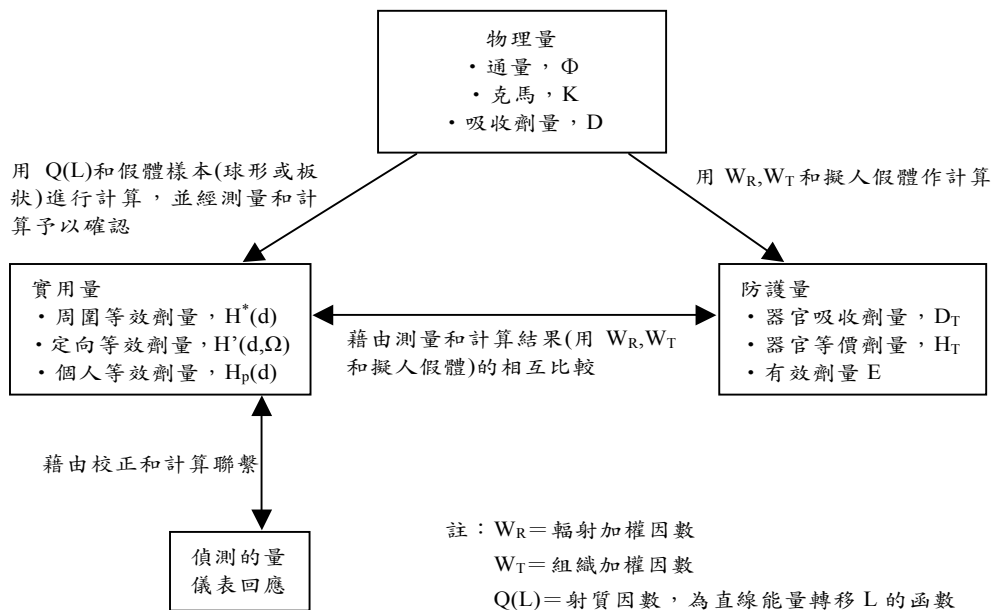 物理量
・通量，Φ
・克馬，K
・吸收劑量，D
用 Q(L)和假體樣本(球形或板
狀)進行計算，並經測量和計
算予以確認
用 WR,WT 和擬人假體作計算
實用量
・周圍等效劑量，H*(d)
・定向等效劑量，H’(d,Ω)
・個人等效劑量，Hp(d)
藉由測量和計算結果(用 WR,WT
和擬人假體)的相互比較
防護量
・器官吸收劑量，DT
・器官等價劑量，HT
・有效劑量 E
藉由校正和計算聯繫
偵測的量
儀表回應
註：WR＝輻射加權因數
WT＝組織加權因數
Q(L)＝射質因數，為直線能量轉移 L 的函數